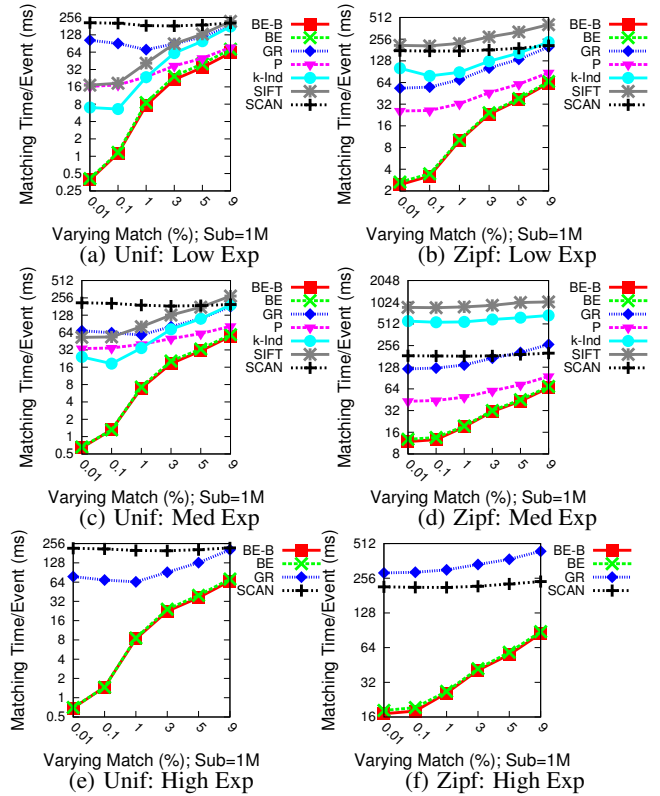 Matching Time/Event (ms)
256
128
64
32
16
8
4
2
1
0.5
0.25
0.01
0.1
1
3
5
9
Varying Match (%); Sub=1M
BE-B
BE
GR
P
k-Ind
SIFT
SCAN
(a) Unif: Low Exp
Matching Time/Event (ms)
512
256
128
64
32
16
8
4
2
0.01
0.1
1
3
5
9
Varying Match (%); Sub=1M
BE-B
BE
GR
P
k-Ind
SIFT
SCAN
(b) Zipf: Low Exp
Matching Time/Event (ms)
512
256
128
64
32
16
8
4
2
1
0.5
0.01
0.1
1
3
5
9
Varying Match (%); Sub=1M
BE-B
BE
GR
P
k-Ind
SIFT
SCAN
(c) Unif: Med Exp
Matching Time/Event (ms)
2048
1024
512
256
128
64
32
16
8
0.01
0.1
1
3
5
9
Varying Match (%); Sub=1M
BE-B
BE
GR
P
k-Ind
SIFT
SCAN
(d) Zipf: Med Exp
Matching Time/Event (ms)
256
128
64
32
16
8
4
2
1
0.5
0.01
0.1
1
3
5
9
Varying Match (%); Sub=1M
BE-B
BE
GR
SCAN
(e) Unif: High Exp
Matching Time/Event (ms)
512
256
128
64
32
16
0.01
0.1
1
3
5
9
Varying Match (%); Sub=1M
BE-B
BE
GR
SCAN
(f) Zipf: High Exp